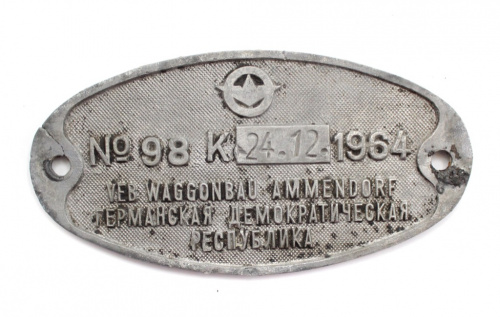 № 98 К 24.12.1964
VEB WAGGONBAU AMMENDORF
ГЕРМАНСКАЯ ДЕМОКРАТИЧЕСКАЯ
РЕСПУБЛИКА